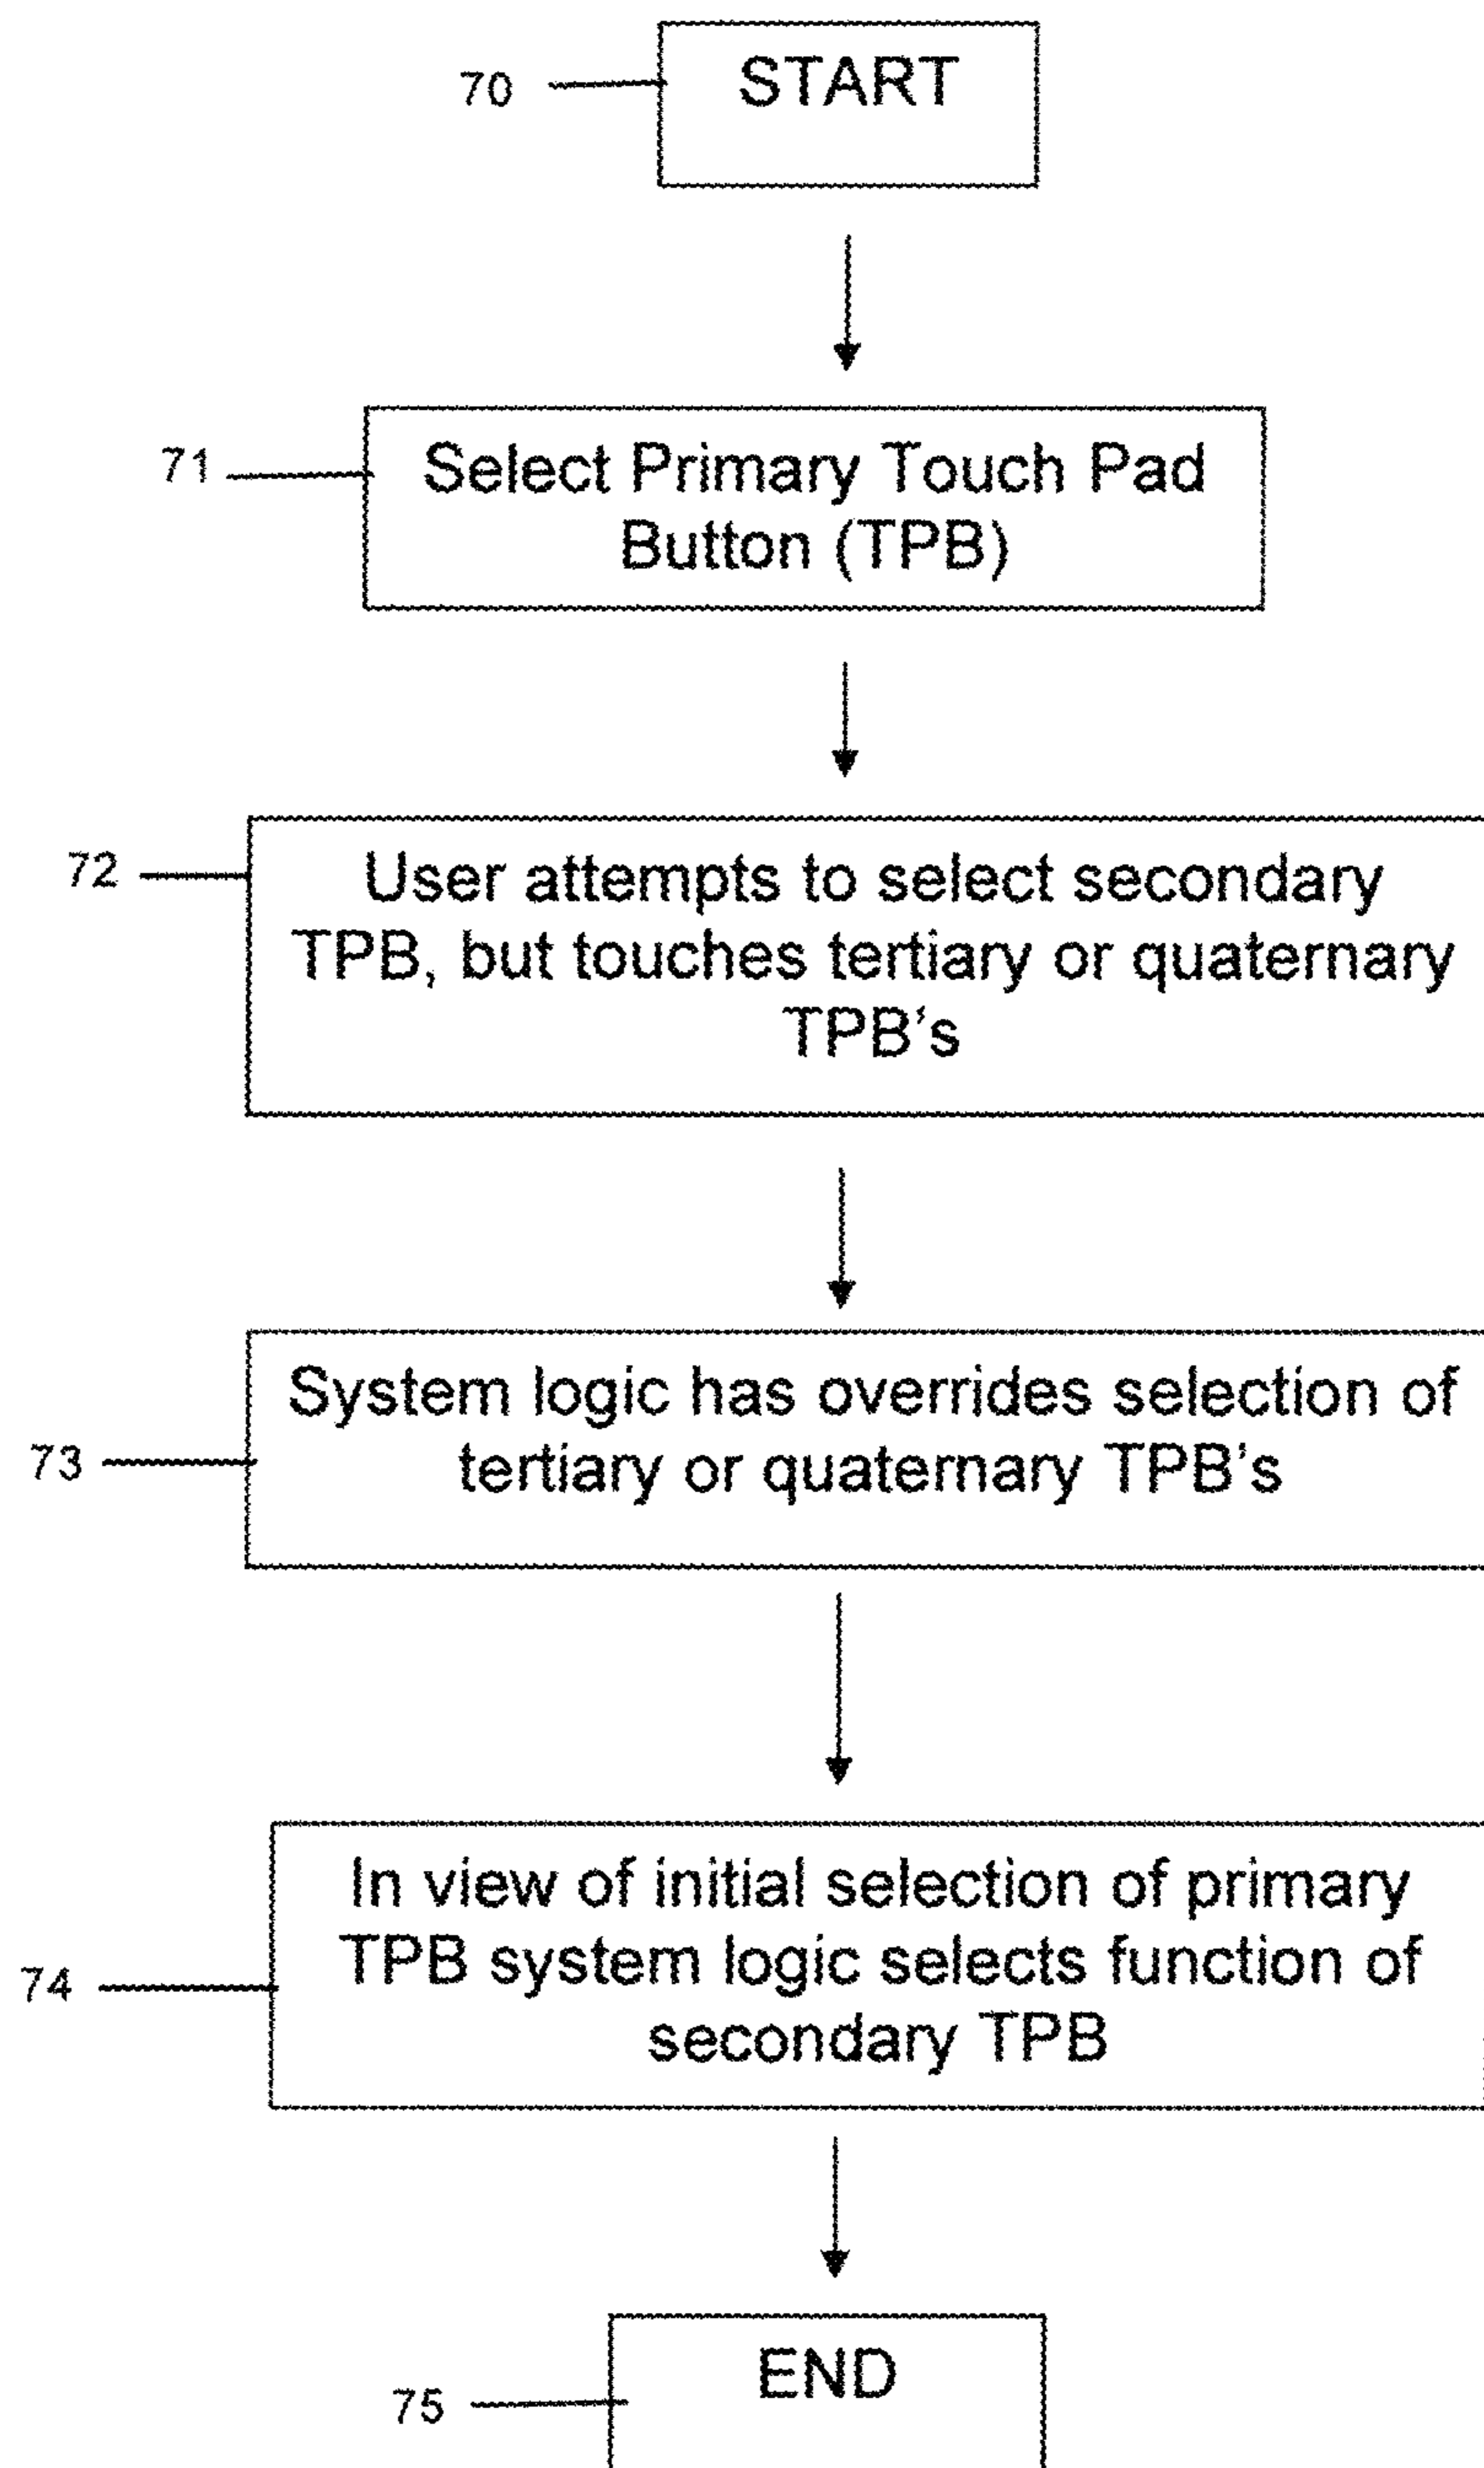 70
START
71
Select Primary Touch Pad
Button (TPB)
72
User attempts to select secondary
TPB, but touches tertiary or quaternary
TPB's
73
System logic has overrides selection of
tertiary or quaternary TPB's
74
In view of initial selection of primary
TPB system logic selects function of
secondary TPB
75
END